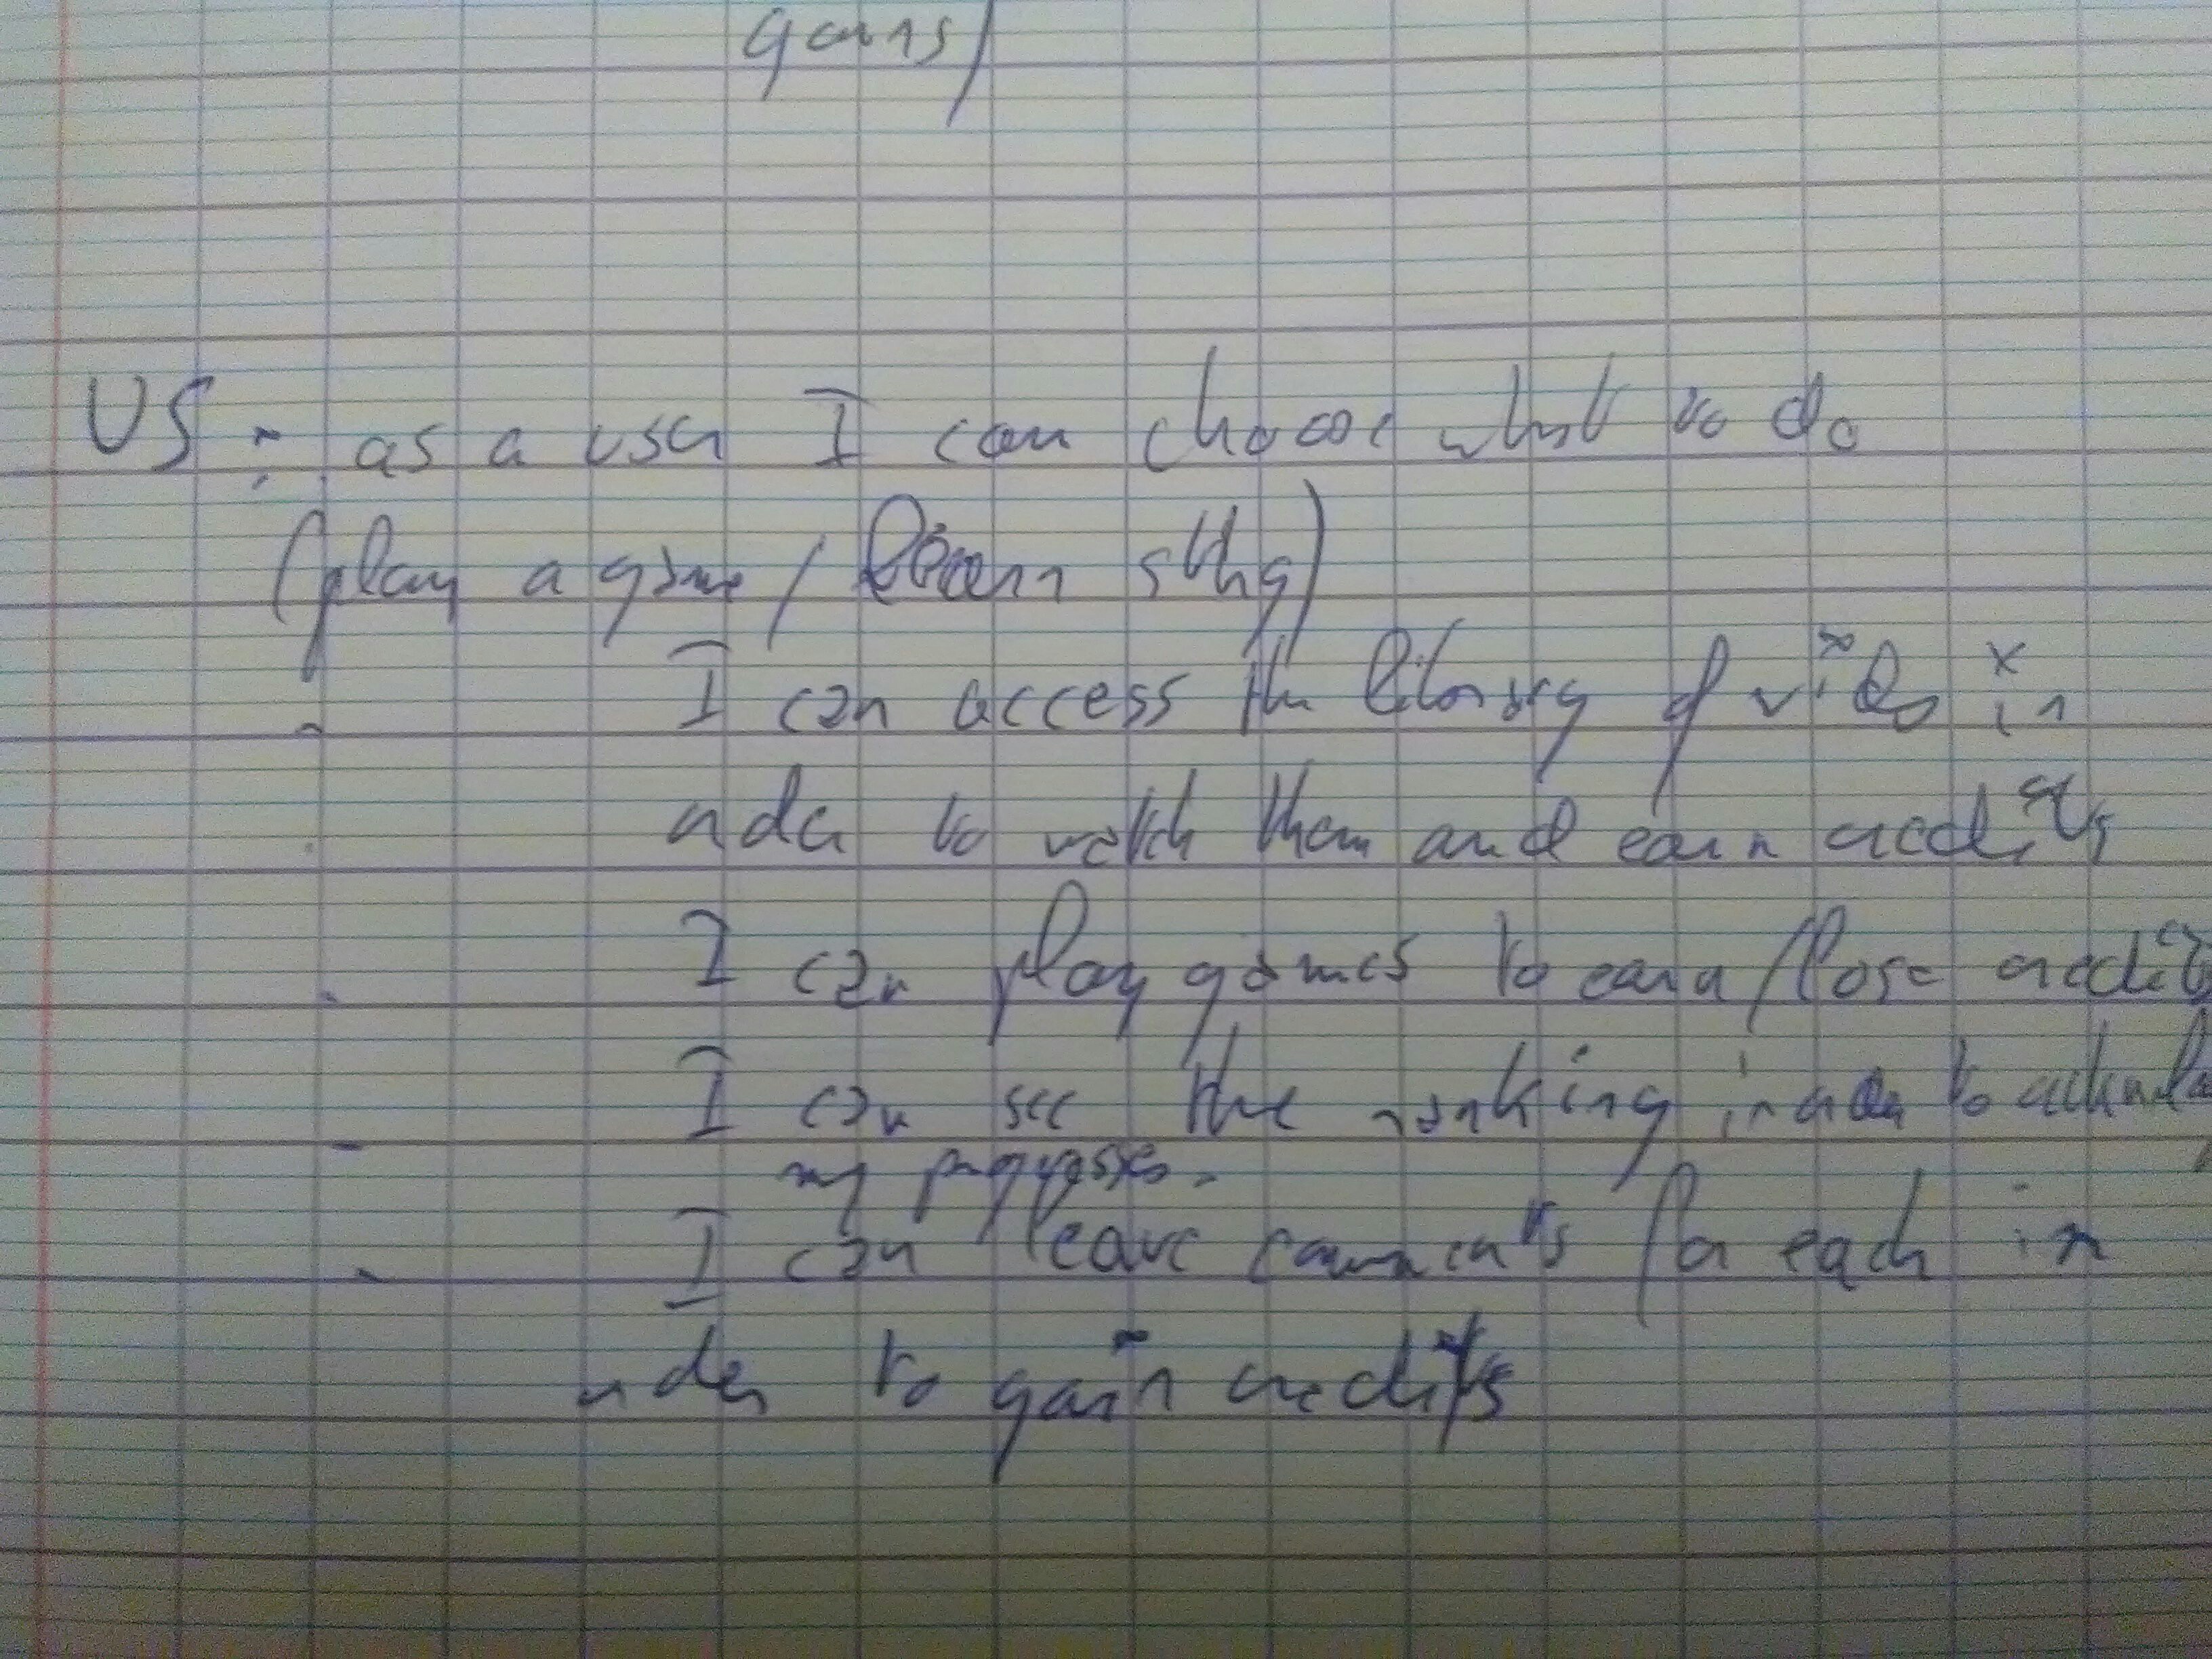 gains)
US : as a user I can choose what to do
(play a game / learn sthg)
- I can access the library of video in
order to watch them and earn credits
- I can play games to earn / lose credits
- I can see the ranking in order to
my progresses.
- I can leave comments for each in
order to gain credits